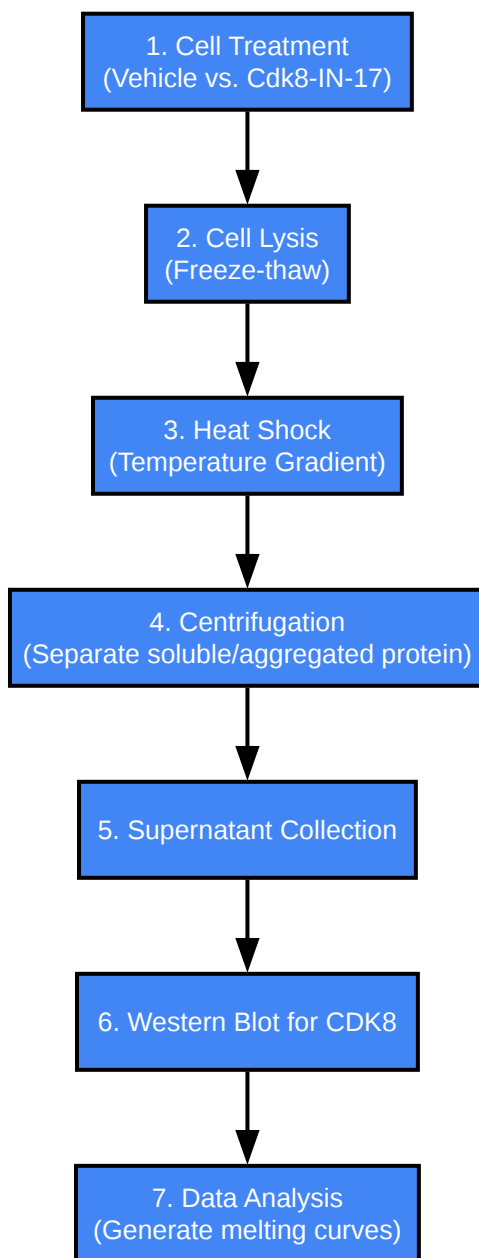 1. Cell Treatment
(Vehicle vs. Cdk8-IN-17)
2. Cell Lysis
(Freeze-thaw)
3. Heat Shock
(Temperature Gradient)
4. Centrifugation
(Separate soluble/aggregated protein)
5. Supernatant Collection
6. Western Blot for CDK8
7. Data Analysis
(Generate melting curves)